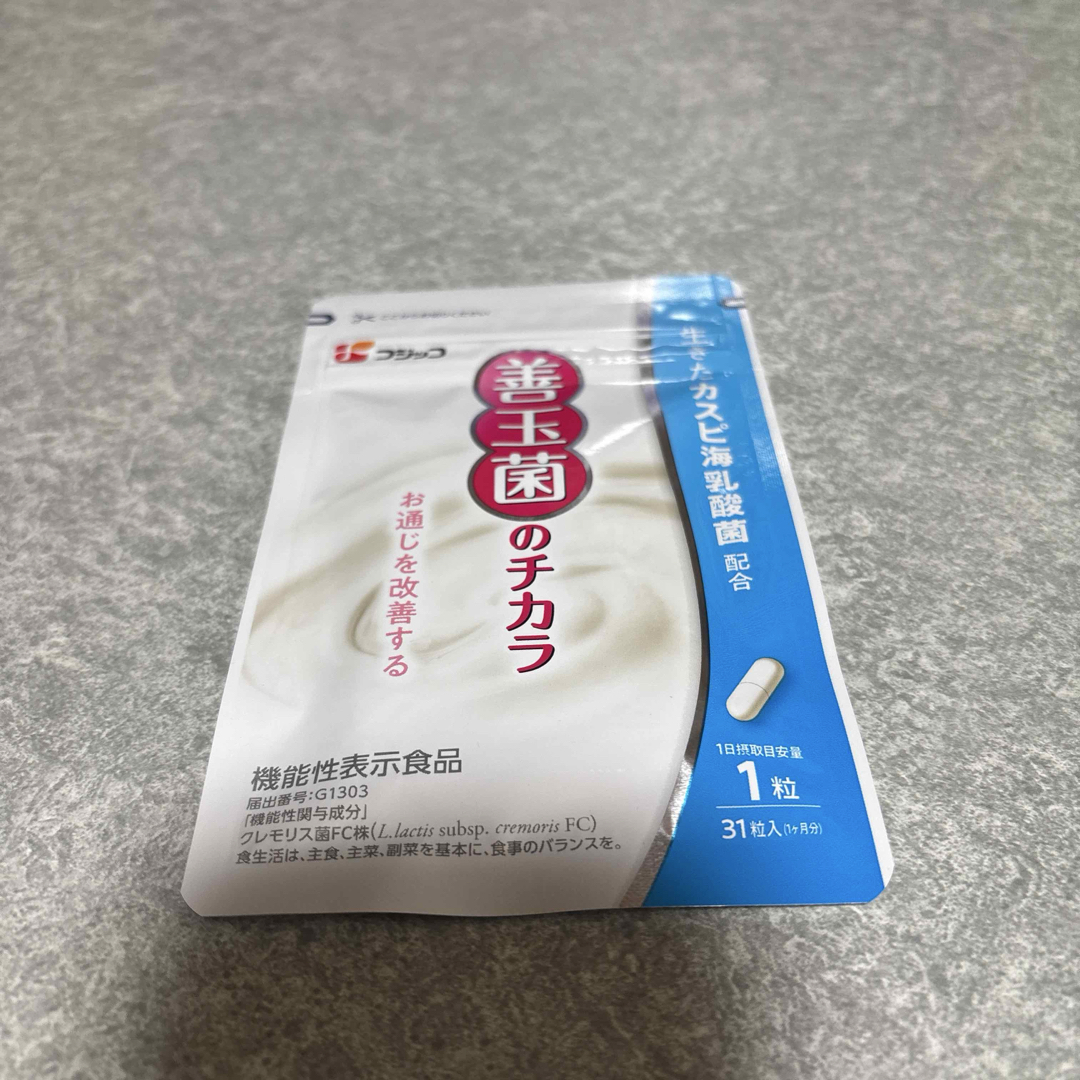 フジッコ
善玉菌のチカラ
お通じを改善する
生きたカスピ海乳酸菌 配合
1日摂取目安量
1粒
31粒入(1ヶ月分)
機能性表示食品
届出番号:G1303
「機能性関与成分」
クレモリス菌FC株(L.lactis subsp. cremoris FC)
食生活は、主食、主菜、副菜を基本に、食事のバランスを。